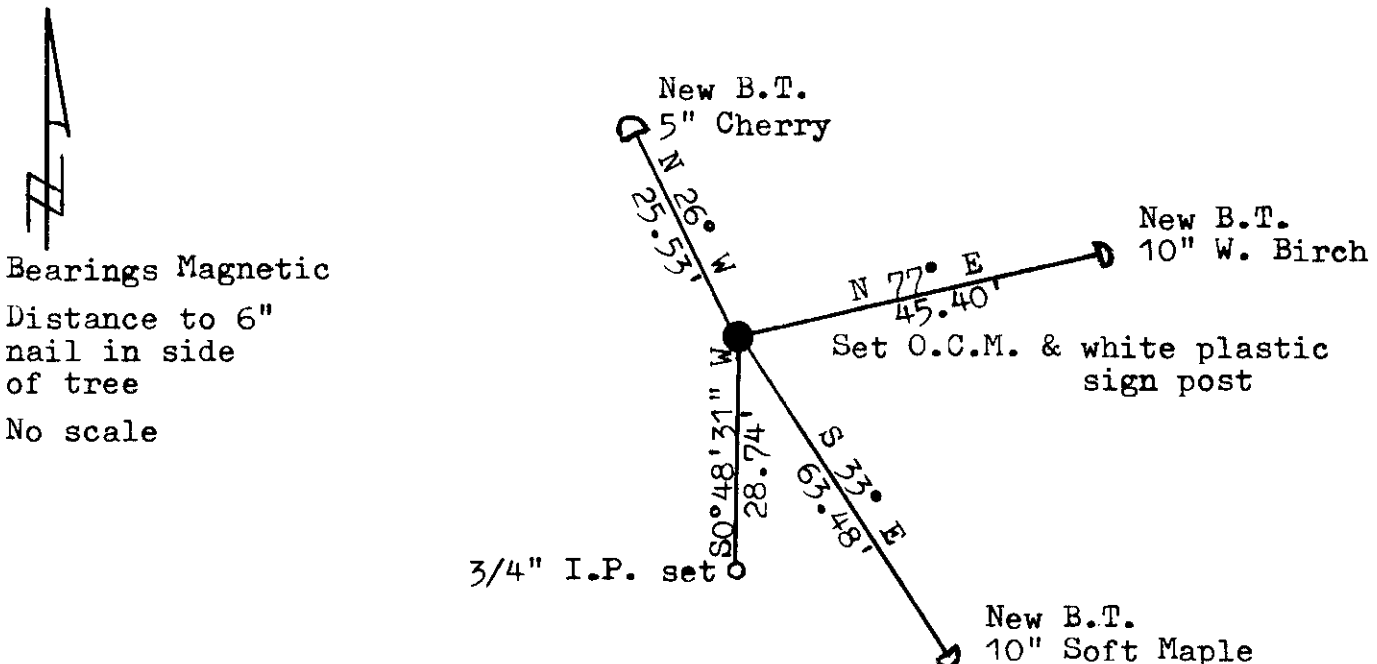 New B.T.
5" Cherry
N 26° W
25.53'
New B.T.
10" W. Birch
N 77° E
45.40'
Bearings Magnetic
Distance to 6"
nail in side
of tree
No scale
Set O.C.M. & white plastic
sign post
S0°48'31" W
28.74'
S 33° E
63.48'
3/4" I.P. set
New B.T.
10" Soft Maple
N